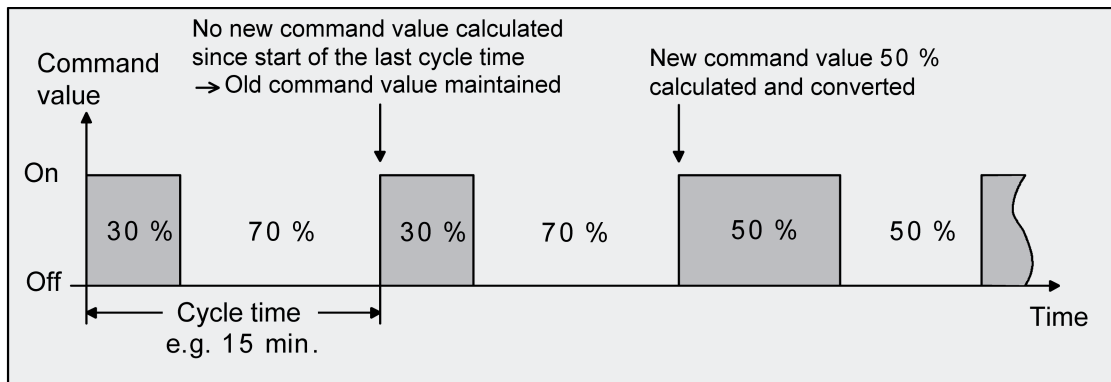 No new command value calculated
since start of the last cycle time
→ Old command value maintained
New command value 50 %
calculated and converted
Command
value
On
30 %
70 %
30 %
70 %
50 %
50 %
Off
Cycle time
e.g. 15 min.
Time